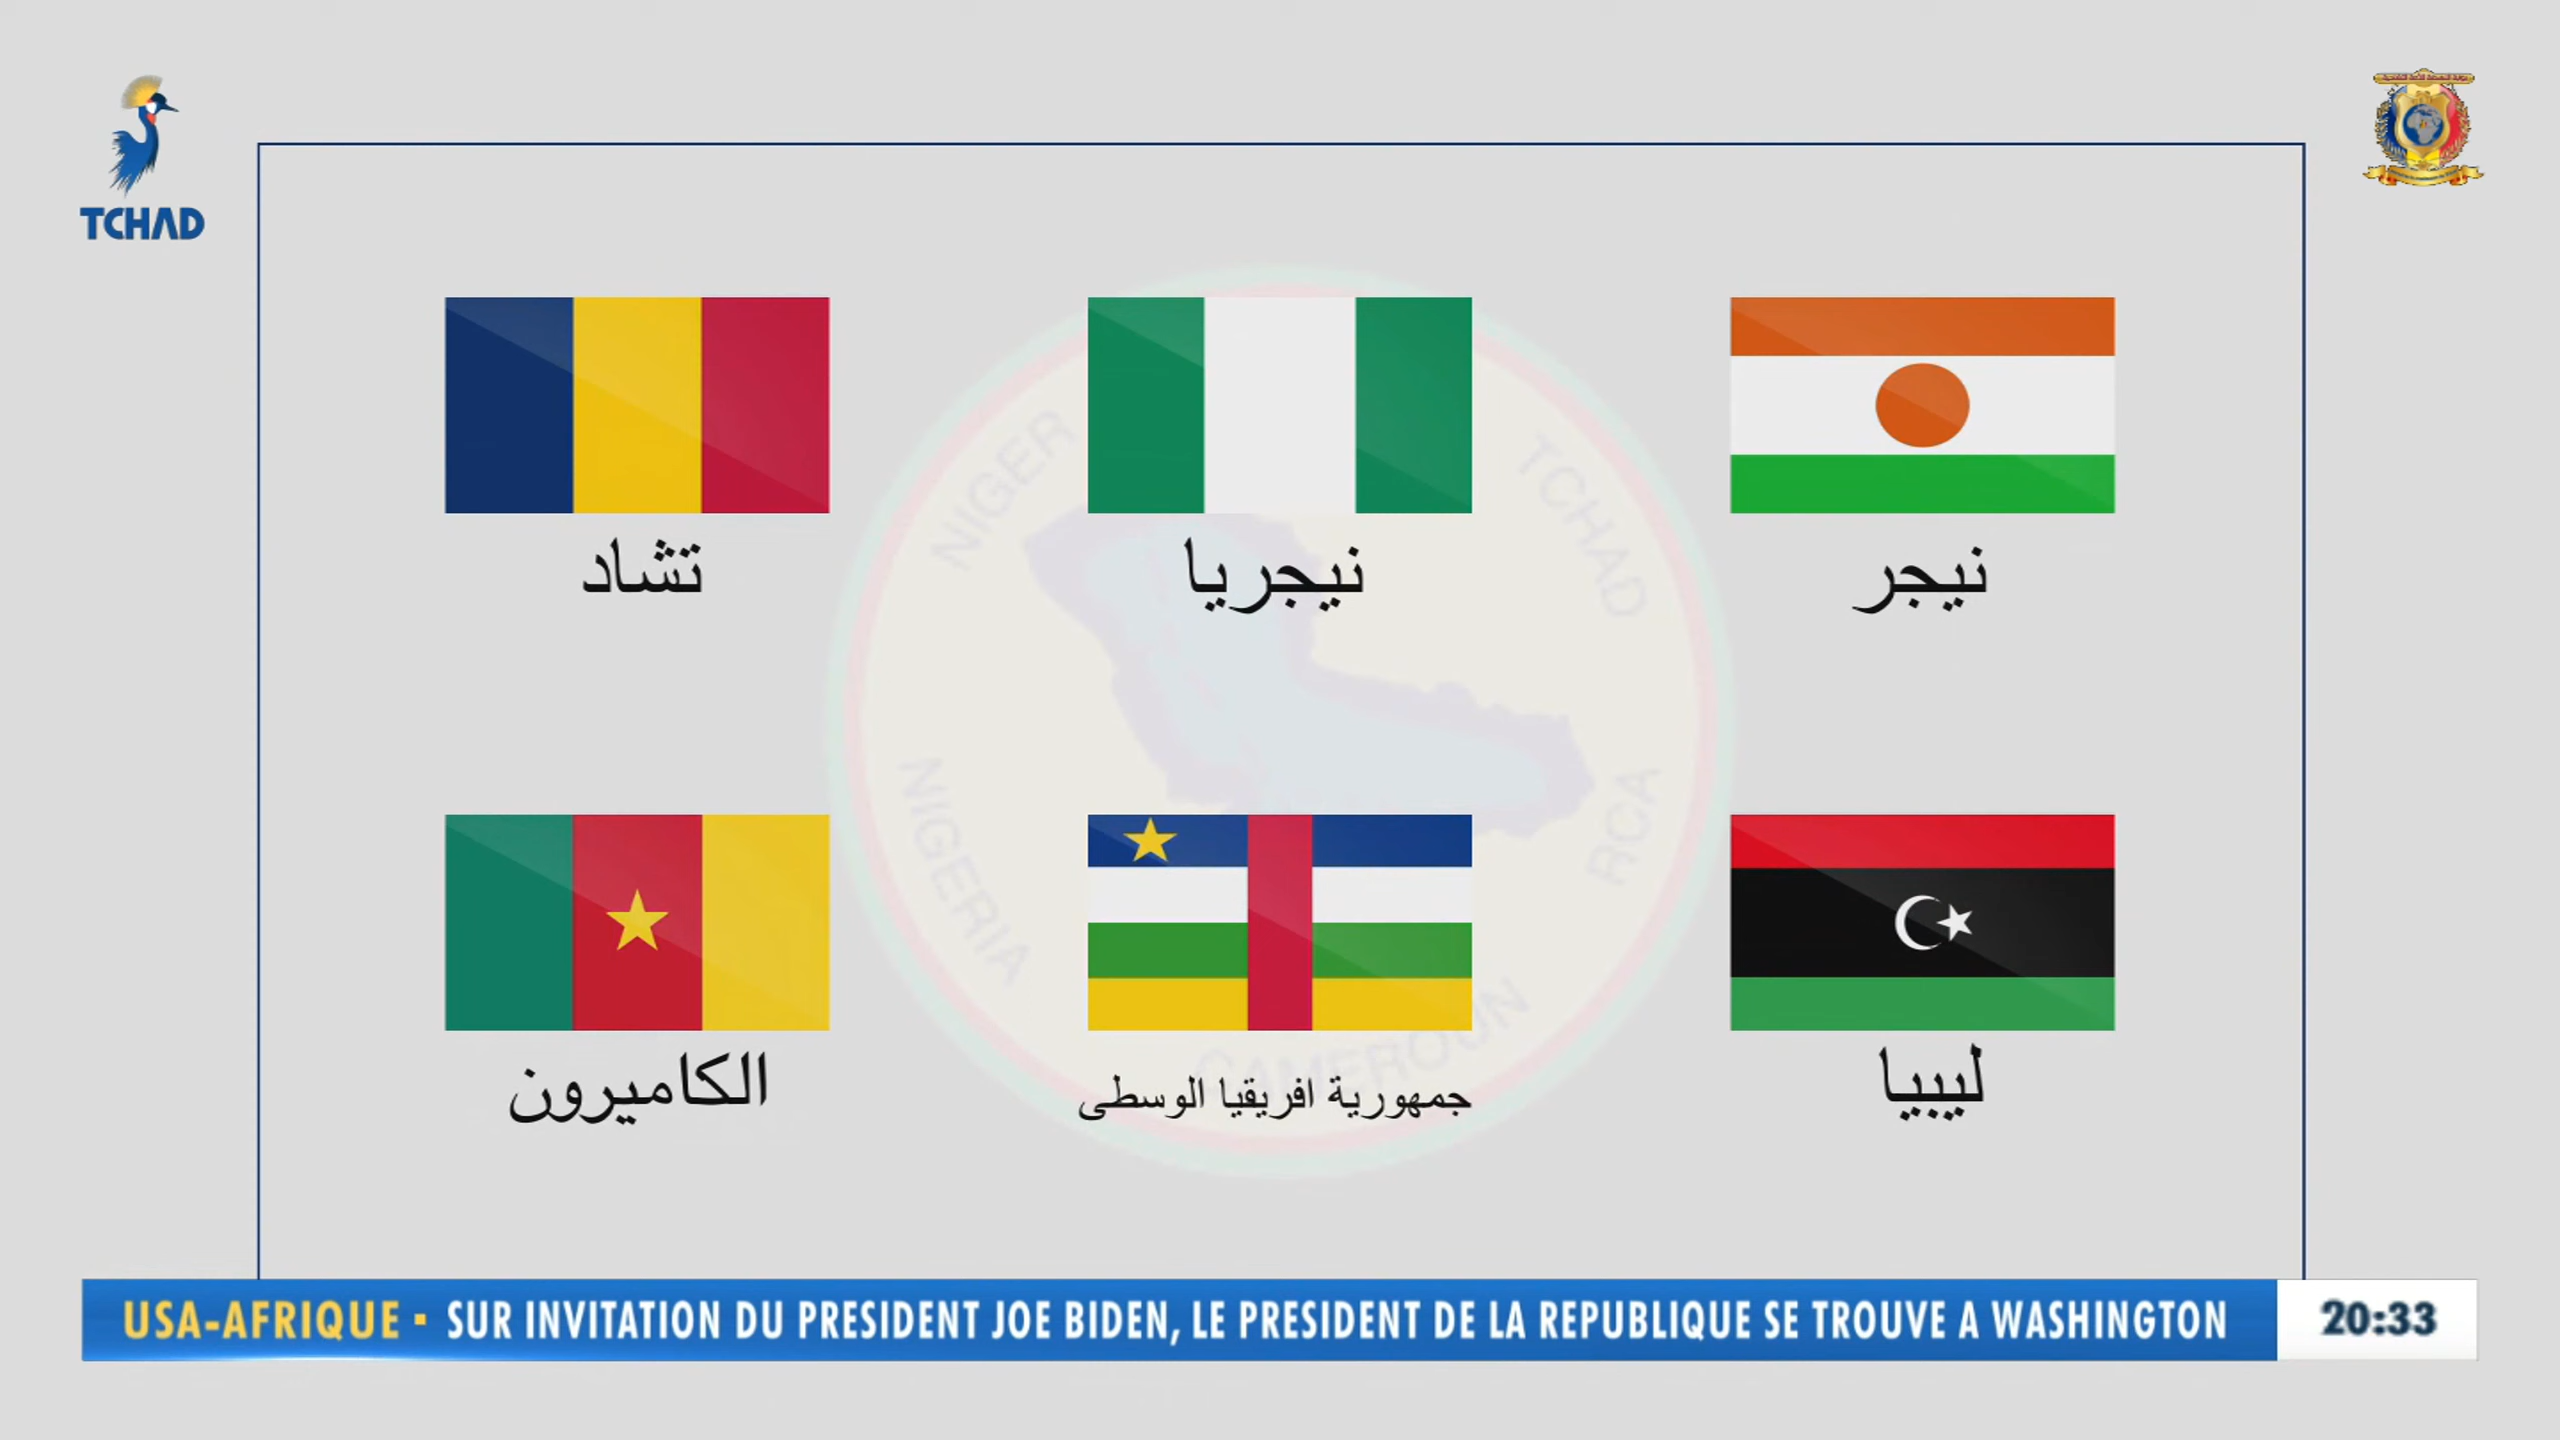 TCHAD
NIGER
TCHAD
تشاد
نيجريا
نيجر
NIGERIA
RCA
CAMEROUN
الكاميرون
جمهورية افريقيا الوسطى
ليبيا
USA-AFRIQUE · SUR INVITATION DU PRESIDENT JOE BIDEN, LE PRESIDENT DE LA REPUBLIQUE SE TROUVE A WASHINGTON
20:33